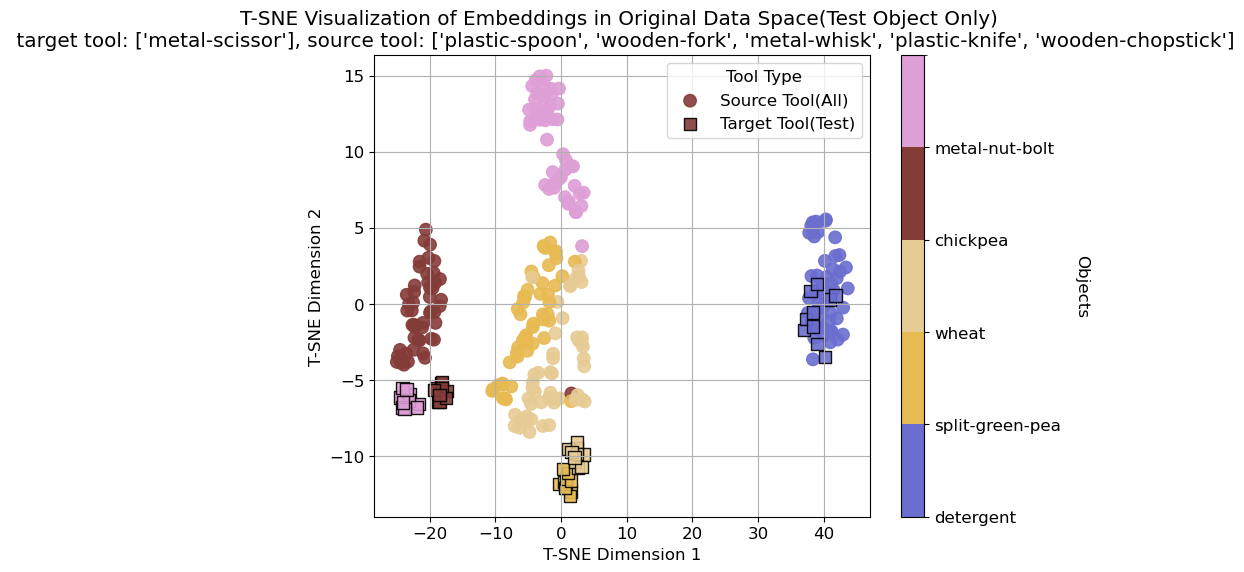 T-SNE Visualization of Embeddings in Original Data Space(Test Object Only)
target tool: ['metal-scissor'], source tool: ['plastic-spoon', 'wooden-fork', 'metal-whisk', 'plastic-knife', 'wooden-chopstick']
Tool Type
Source Tool(All)
Target Tool(Test)
15
10
5
0
−5
−10
T-SNE Dimension 2
−20
−10
0
10
20
30
40
T-SNE Dimension 1
metal-nut-bolt
chickpea
wheat
split-green-pea
detergent
Objects